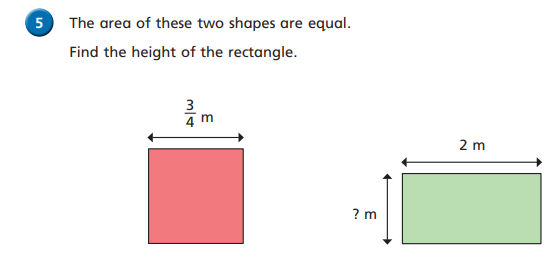 5 The area of these two shapes are equal.
Find the height of the rectangle.
3/4 m
2 m
? m